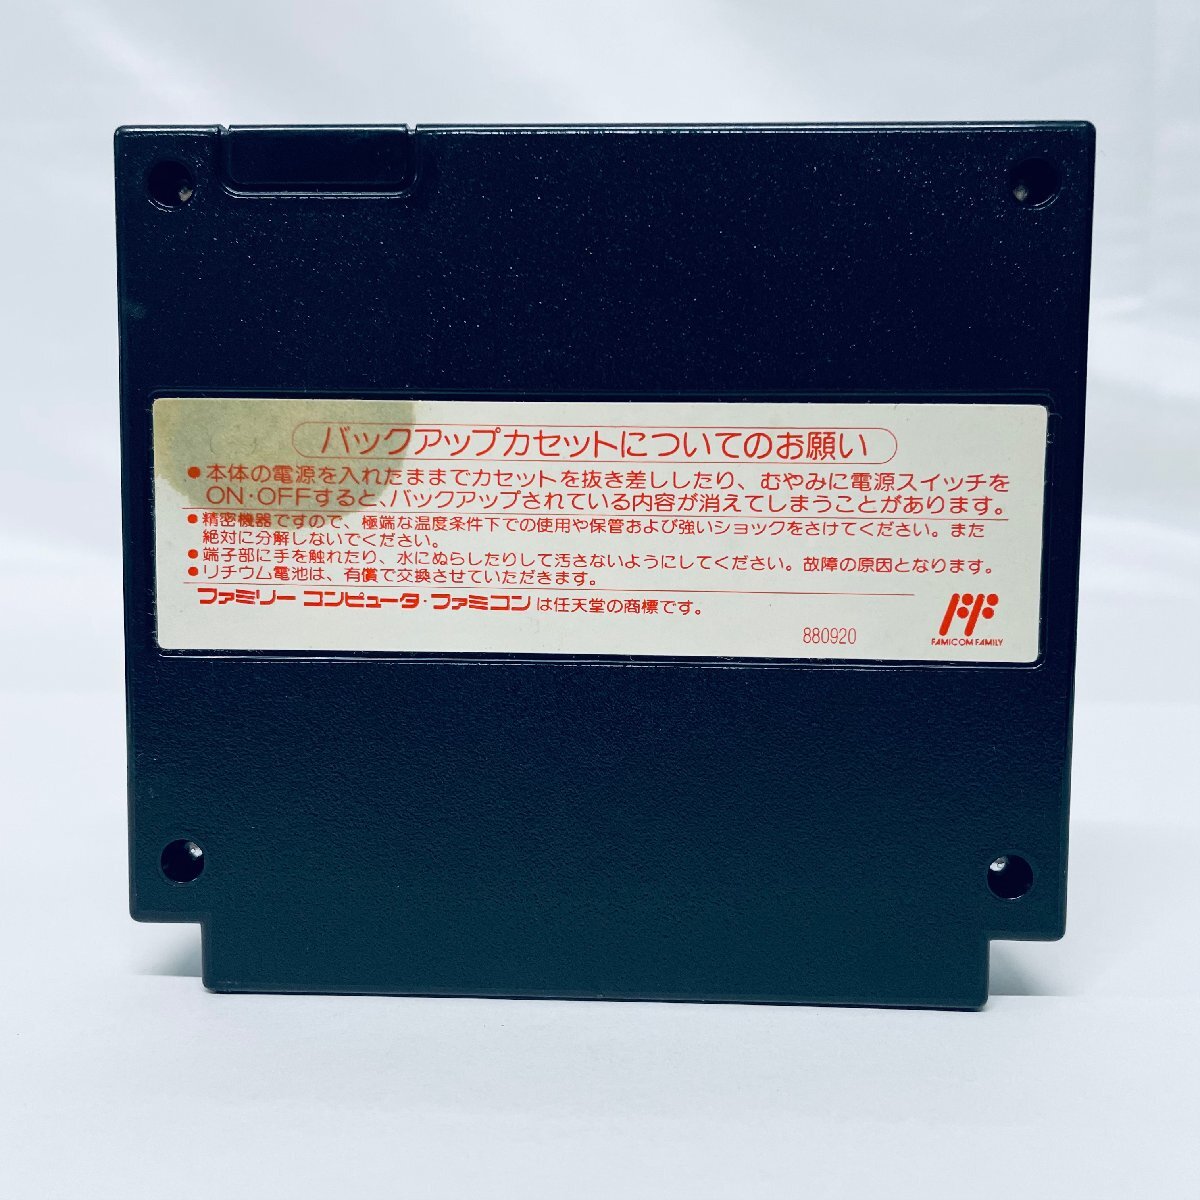 バックアップカセットについてのお願い
●本体の電源を入れたままでカセットを抜き差ししたり、むやみに電源スイッチを
ON・OFFすると、バックアップされている内容が消えてしまうことがあります。
●精密機器ですので、極端な温度条件下での使用や保管および強いショックをさけてください。また
絶対に分解しないでください。
●端子部に手を触れたり、水にぬらしたりして汚さないようにしてください。故障の原因となります。
●リチウム電池は、有償で交換させていただきます。
ファミリーコンピュータ・ファミコンは任天堂の商標です。
880920
FAMICOM FAMILY